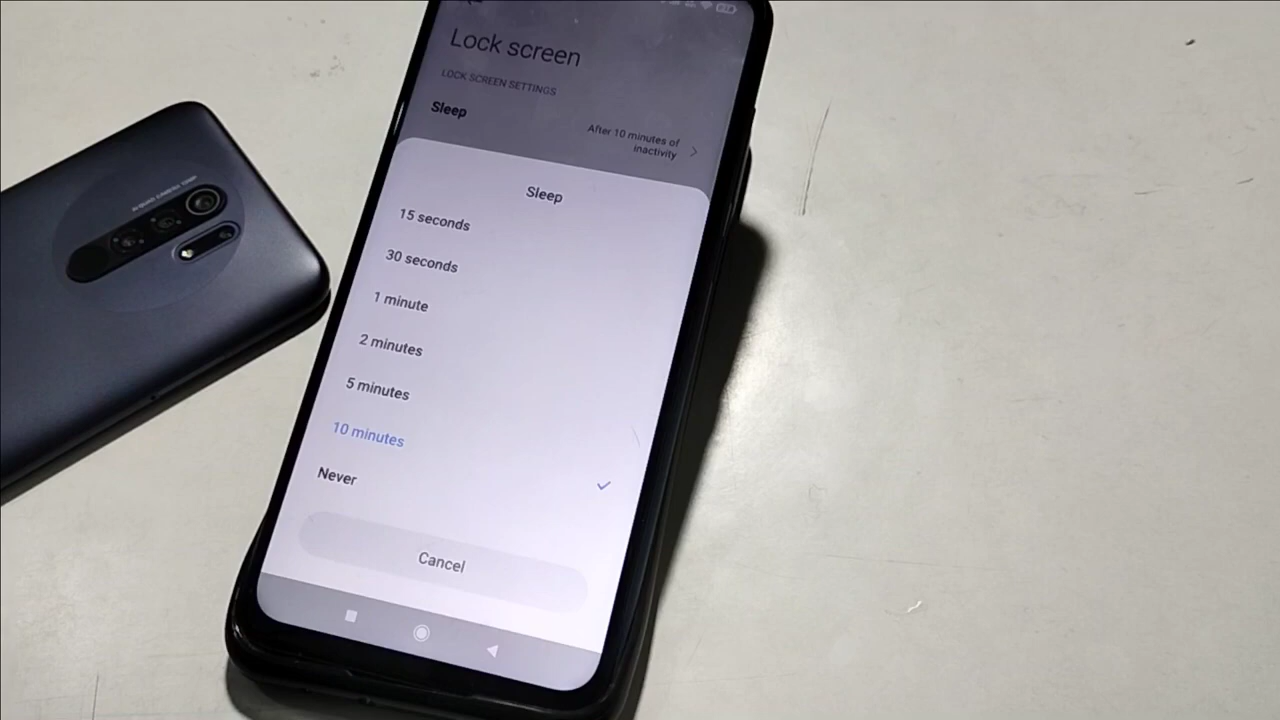 Lock screen
LOCK SCREEN SETTINGS
Sleep
After 10 minutes of
inactivity
Sleep
15 seconds
30 seconds
1 minute
2 minutes
5 minutes
10 minutes
Never
Cancel